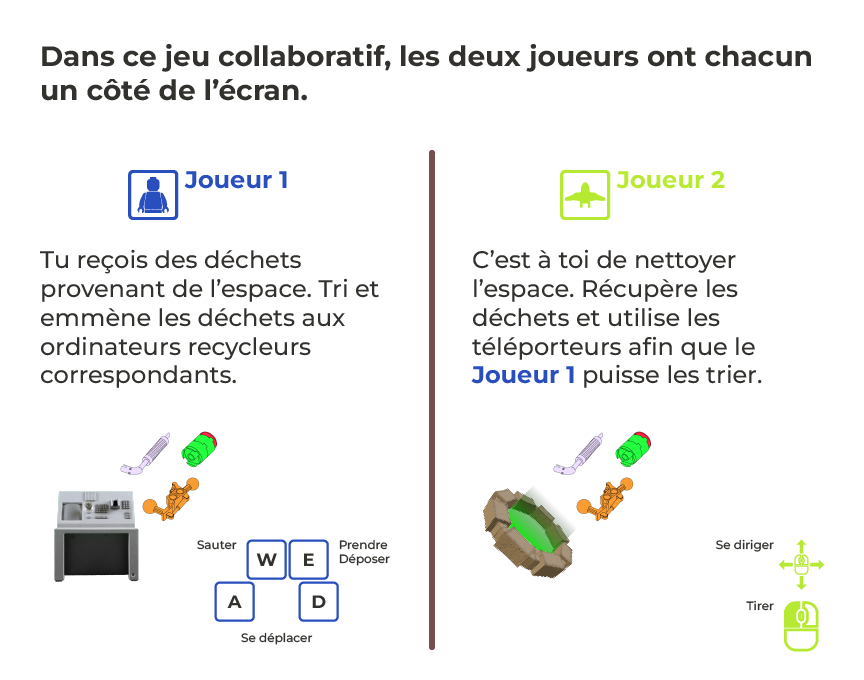 Dans ce jeu collaboratif, les deux joueurs ont chacun
un côté de l’écran.
Joueur 1
Tu reçois des déchets
provenant de l’espace. Tri et
emmène les déchets aux
ordinateurs recycleurs
correspondants.
Sauter
W
E
Prendre
Déposer
A
D
Se déplacer
Joueur 2
C’est à toi de nettoyer
l’espace. Récupère les
déchets et utilise les
téléporteurs afin que le
Joueur 1 puisse les trier.
Se diriger
Tirer